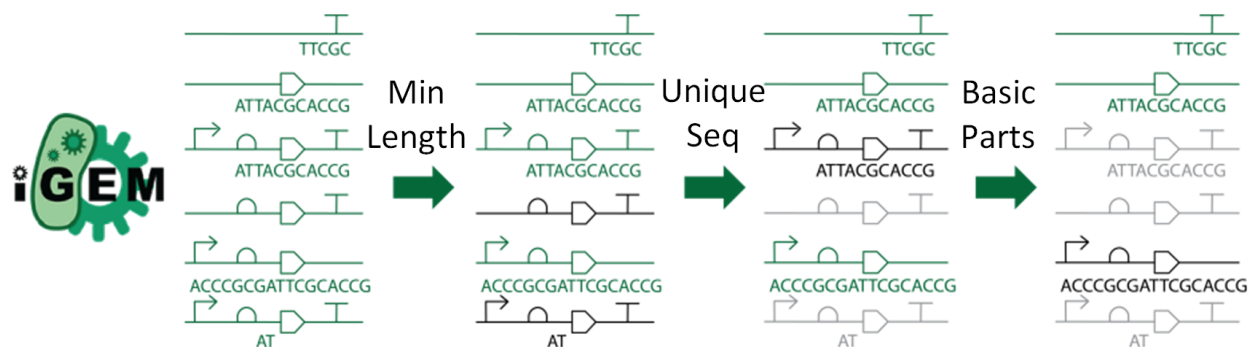 iGEM
TTCGC
ATTACGCACCG
ATTACGCACCG
ACCCGCGATTCGCACCG
AT
Min
Length
TTCGC
ATTACGCACCG
ATTACGCACCG
ACCCGCGATTCGCACCG
AT
Unique
Seq
TTCGC
ATTACGCACCG
ATTACGCACCG
ACCCGCGATTCGCACCG
AT
Basic
Parts
TTCGC
ATTACGCACCG
ATTACGCACCG
ACCCGCGATTCGCACCG
AT